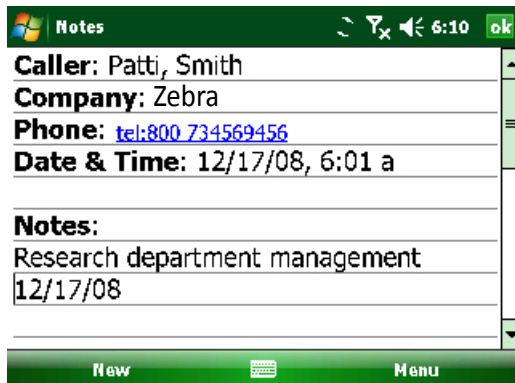 Notes 6:10 ok
Caller: Patti, Smith
Company: Zebra
Phone: tel:800 734569456
Date & Time: 12/17/08, 6:01 a
Notes:
Research department management
12/17/08
New Menu